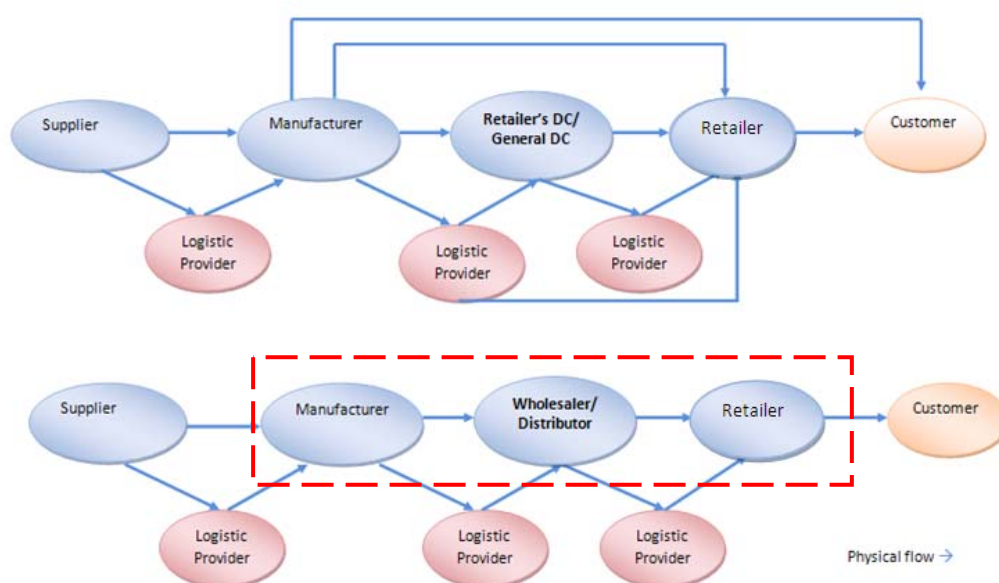 Supplier
Manufacturer
Retailer's DC/
General DC
Retailer
Customer
Logistic
Provider
Logistic
Provider
Logistic
Provider
Supplier
Manufacturer
Wholesaler/
Distributor
Retailer
Customer
Logistic
Provider
Logistic
Provider
Logistic
Provider
Physical flow →